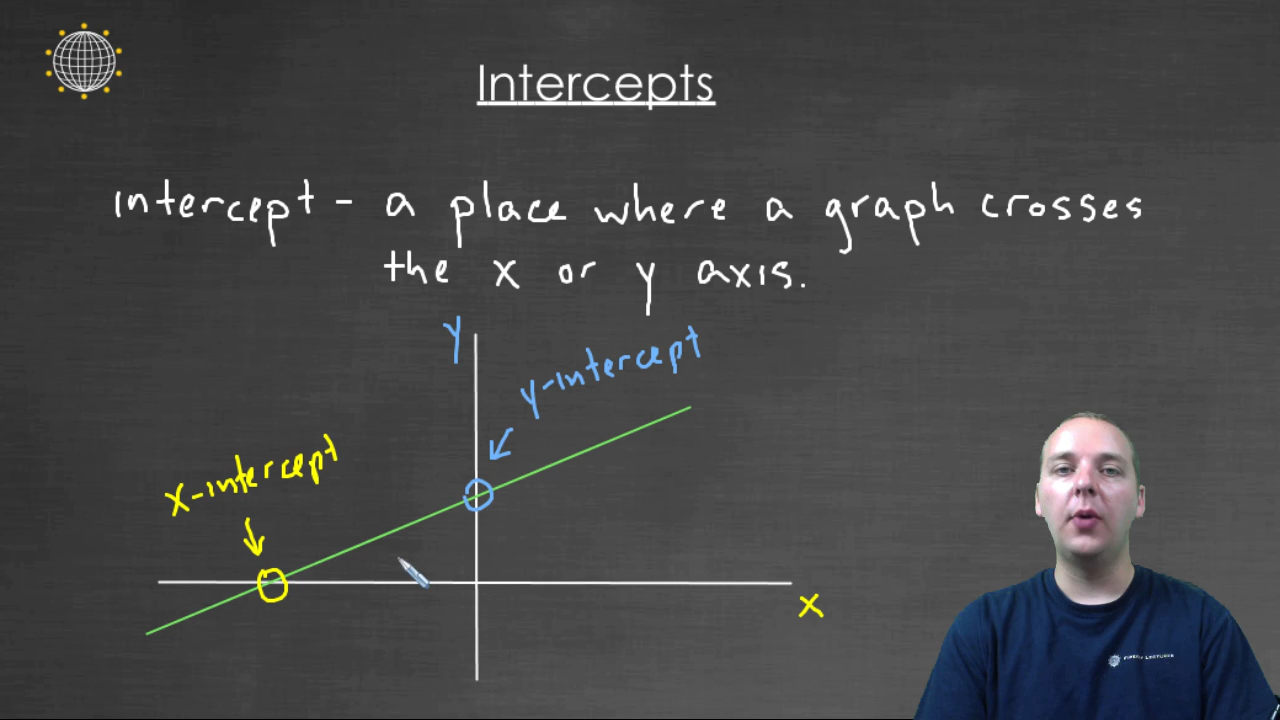 Intercepts
intercept - a place where a graph crosses
the x or y axis.
y
y-intercept
x-intercept
x